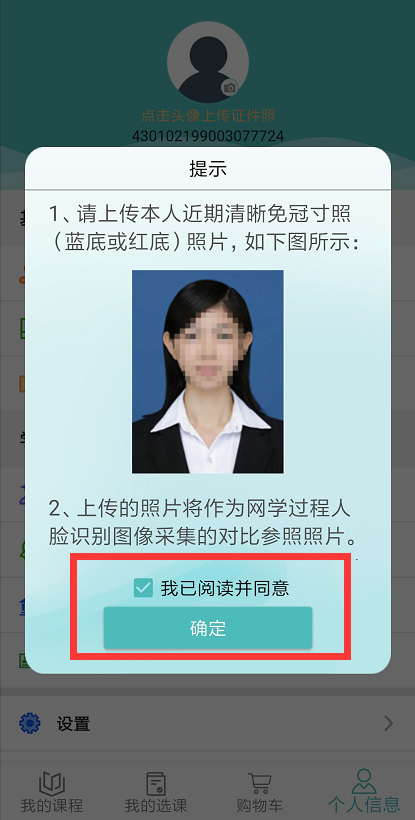 点击头像上传证件照
430102199003077724
提示
1、请上传本人近期清晰免冠寸照
（蓝底或红底）照片，如下图所示：
2、上传的照片将作为网学过程人
脸识别图像采集的对比参照照片。
我已阅读并同意
确定
设置
我的课程
我的选课
购物车
个人信息